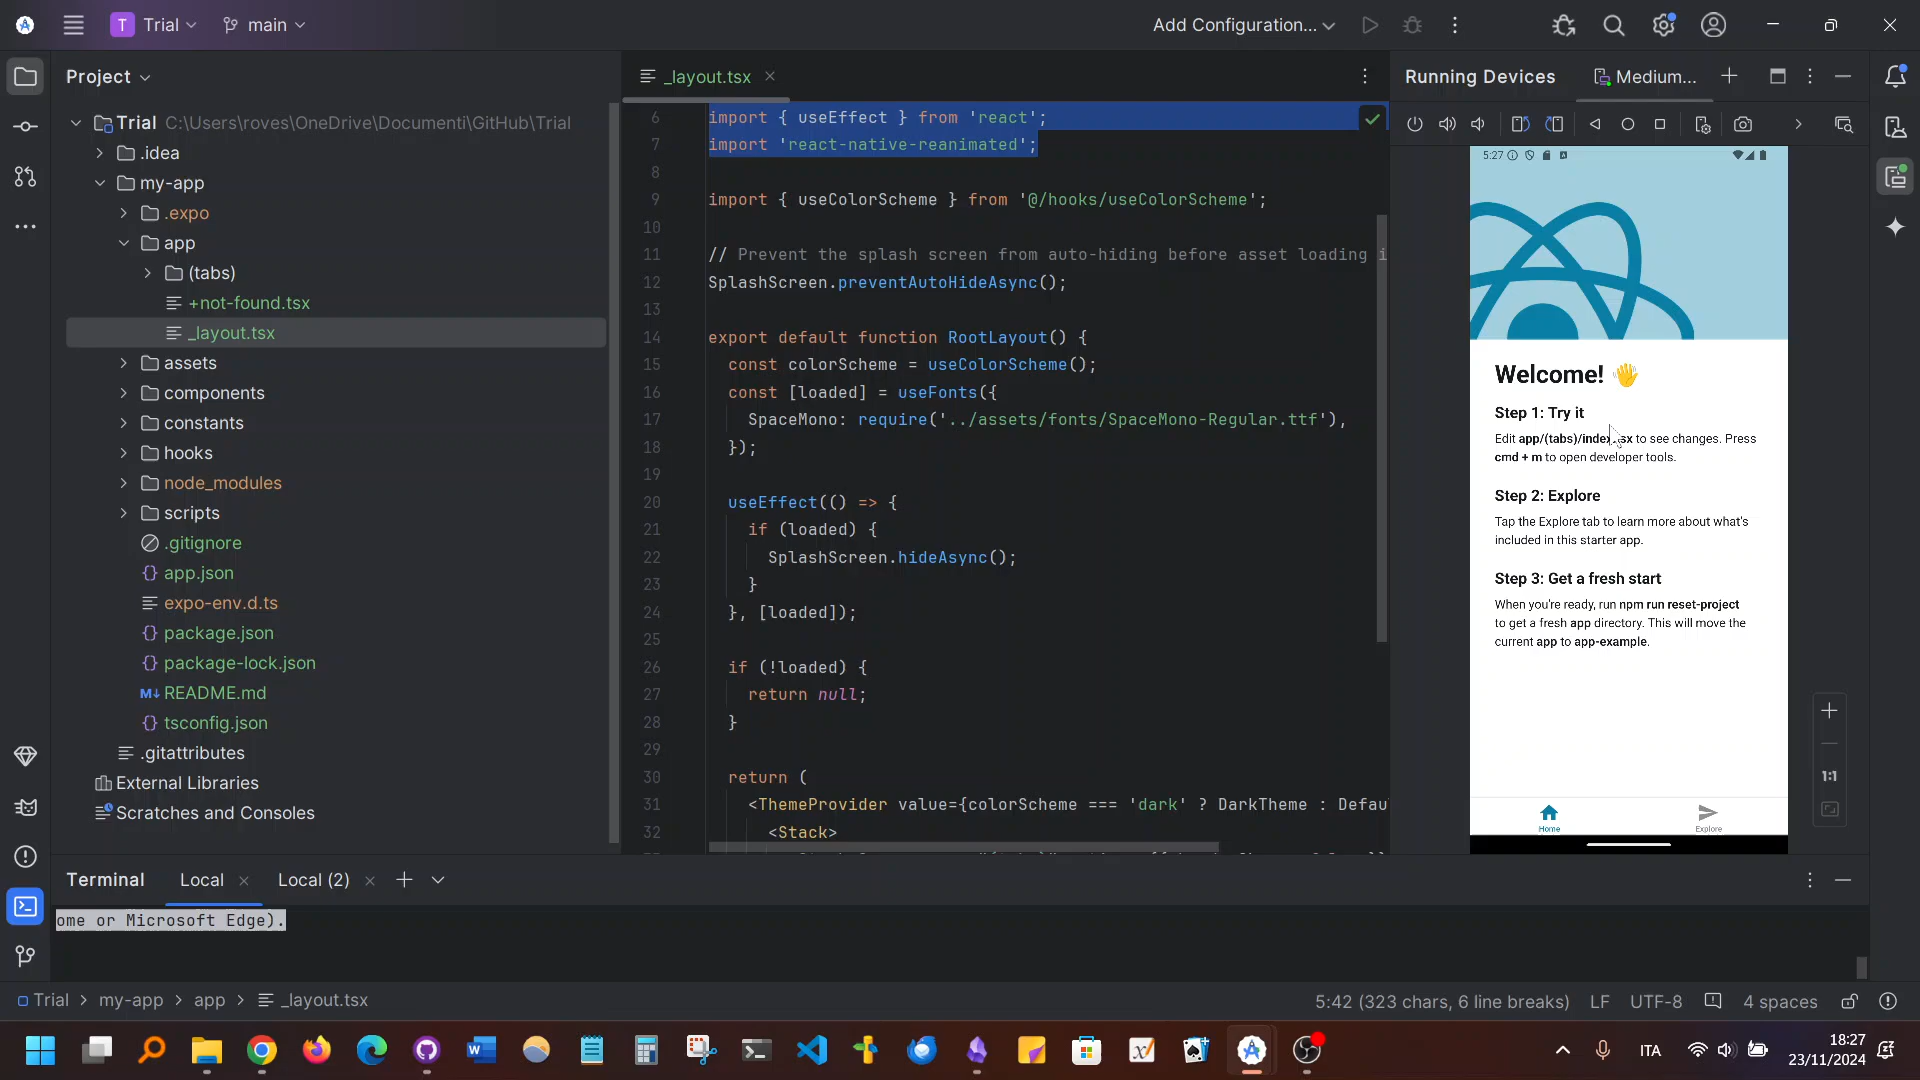 T Trial
main
Add Configuration...
Project
_layout.tsx
Running Devices
Medium...
Trial C:\Users\roves\OneDrive\Documenti\GitHub\Trial
.idea
my-app
.expo
app
(tabs)
+not-found.tsx
_layout.tsx
assets
components
constants
hooks
node_modules
scripts
.gitignore
app.json
expo-env.d.ts
package.json
package-lock.json
README.md
tsconfig.json
.gitattributes
External Libraries
Scratches and Consoles
6 import { useEffect } from 'react';
7 import 'react-native-reanimated';
8
9 import { useColorScheme } from '@/hooks/useColorScheme';
10
11 // Prevent the splash screen from auto-hiding before asset loading i
12 SplashScreen.preventAutoHideAsync();
13
14 export default function RootLayout() {
15 const colorScheme = useColorScheme();
16 const [loaded] = useFonts({
17 SpaceMono: require('../assets/fonts/SpaceMono-Regular.ttf'),
18 });
19
20 useEffect(() => {
21 if (loaded) {
22 SplashScreen.hideAsync();
23 }
24 }, [loaded]);
25
26 if (!loaded) {
27 return null;
28 }
29
30 return (
31 <ThemeProvider value={colorScheme === 'dark' ? DarkTheme : Defau
32 <Stack>
5:27
Welcome! 👋
Step 1: Try it
Edit app/(tabs)/index.tsx to see changes. Press
cmd + m to open developer tools.
Step 2: Explore
Tap the Explore tab to learn more about what's
included in this starter app.
Step 3: Get a fresh start
When you're ready, run npm run reset-project
to get a fresh app directory. This will move the
current app to app-example.
Home
Explore
1:1
Terminal
Local
Local (2)
ome or Microsoft Edge).
Trial > my-app > app > _layout.tsx
5:42 (323 chars, 6 line breaks)
LF
UTF-8
4 spaces
ITA
18:27
23/11/2024